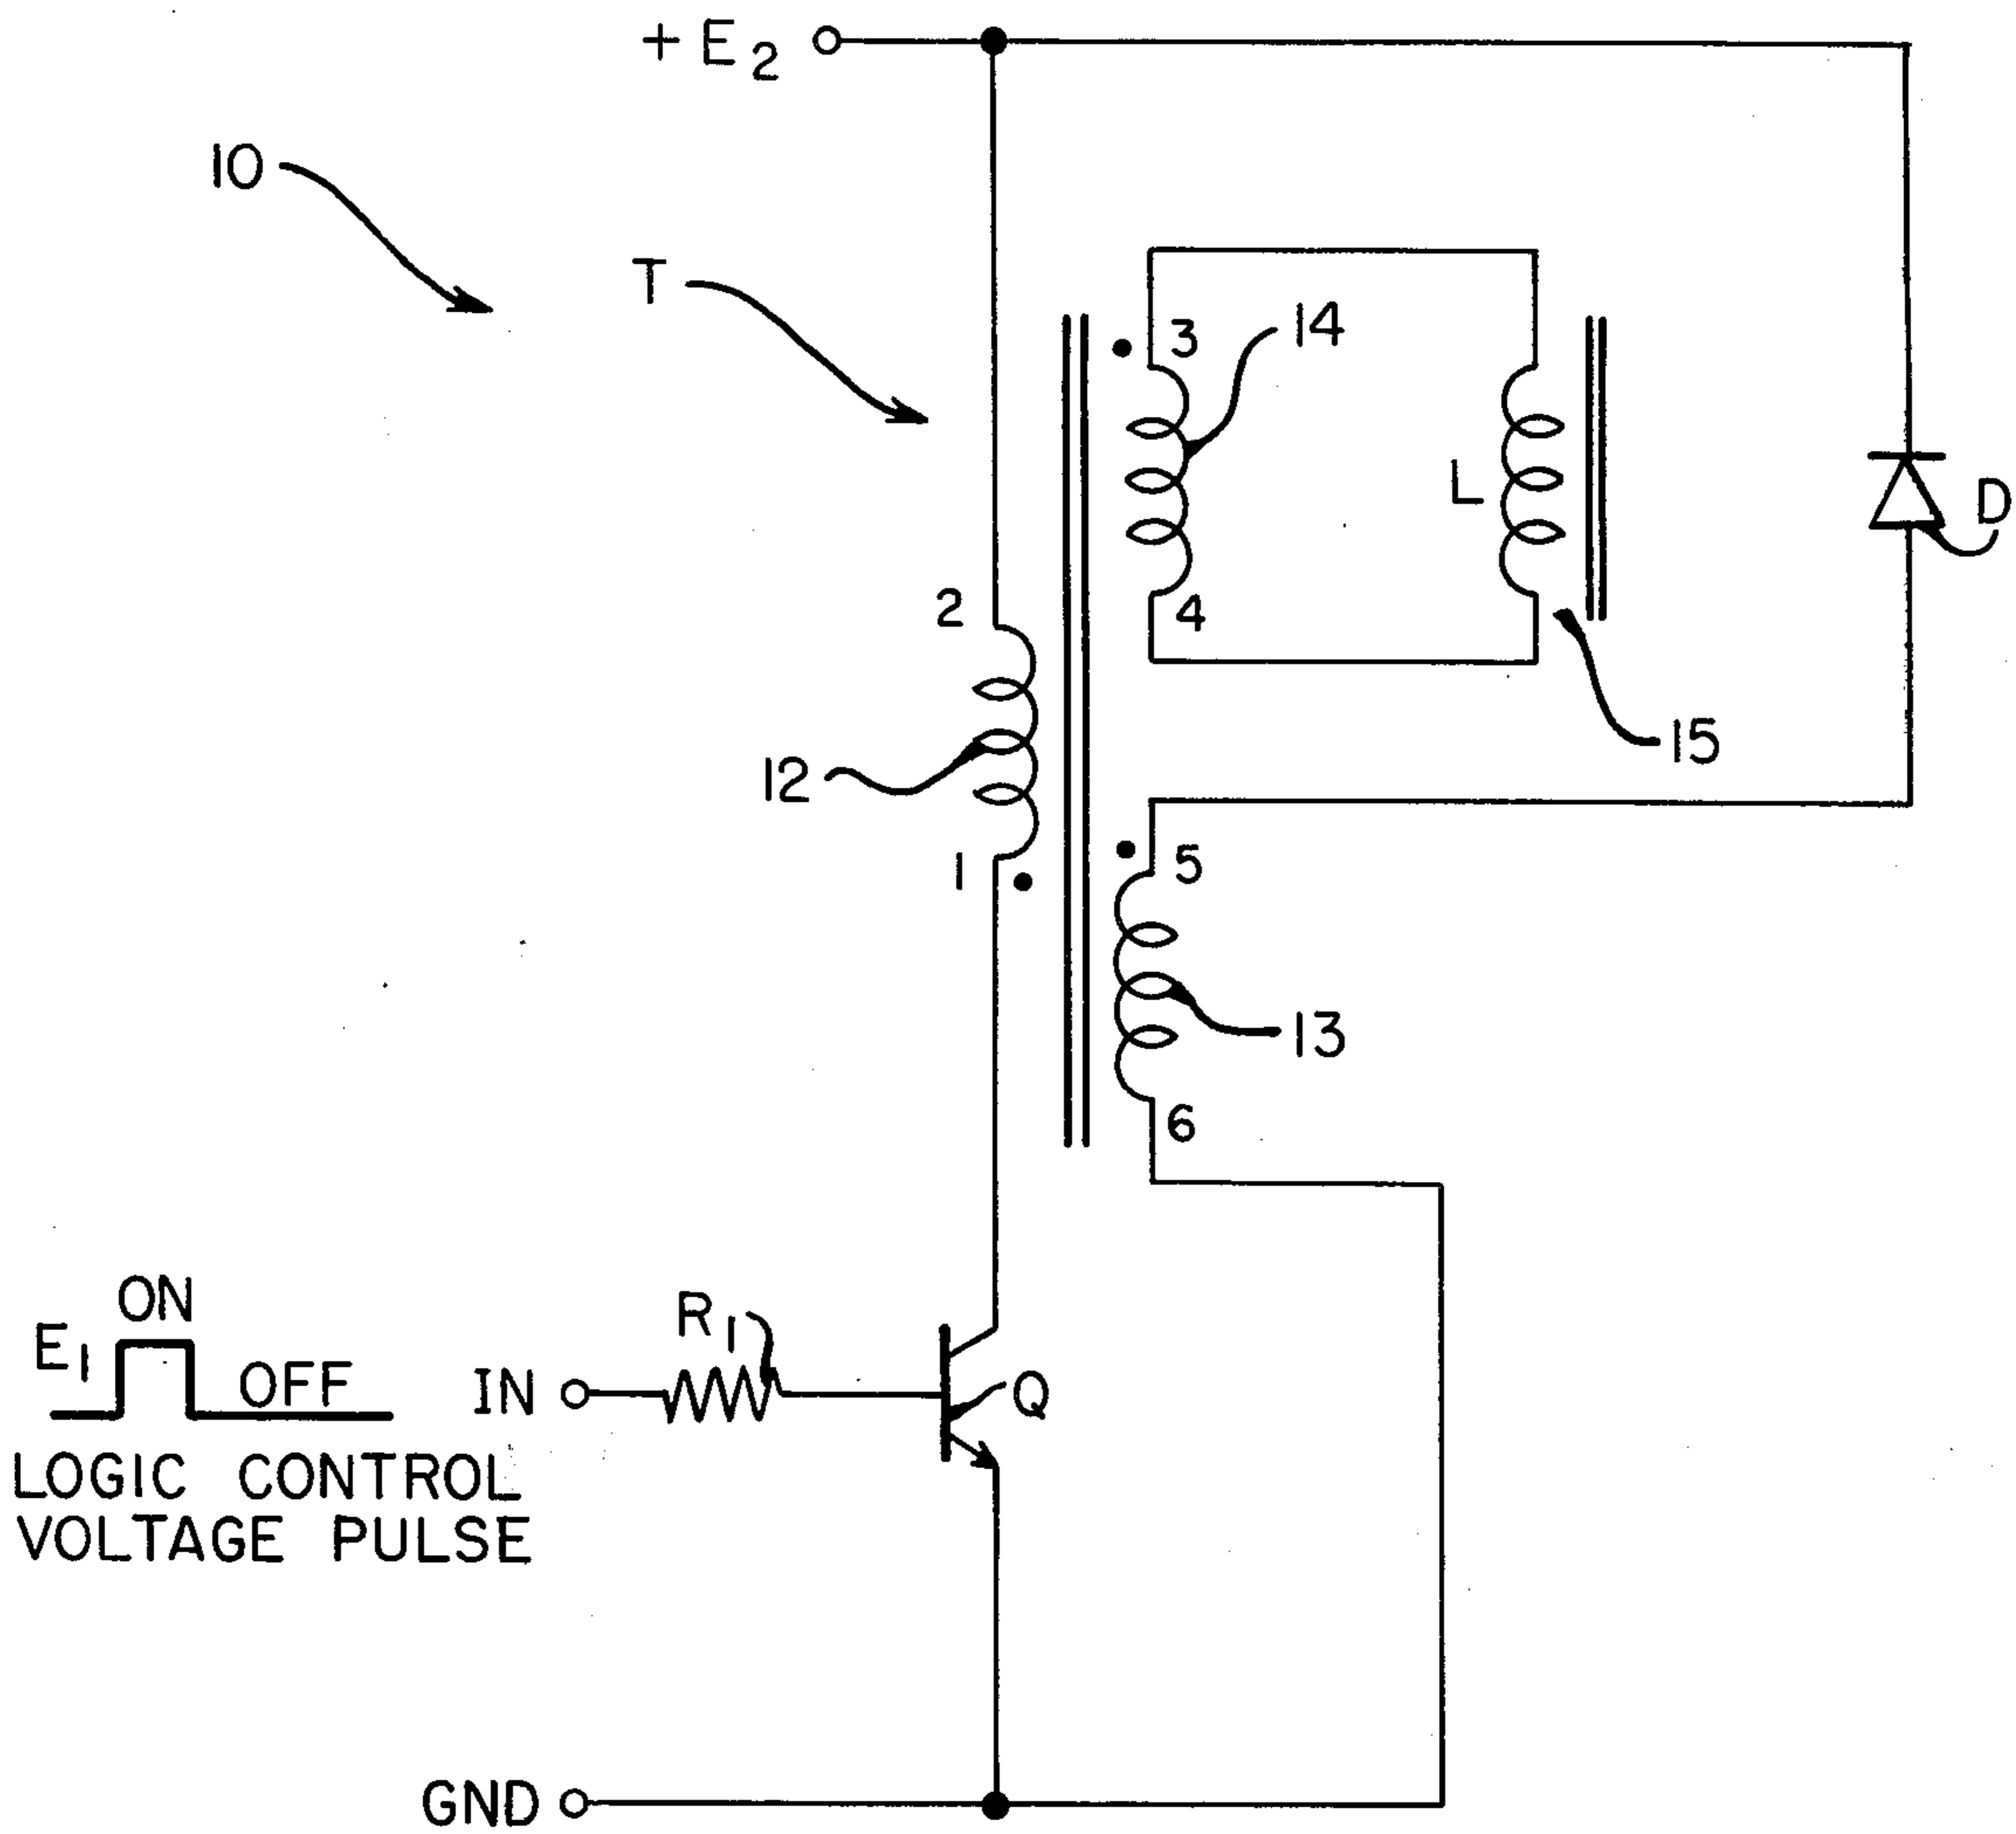 +E2
10
T
3
14
L
D
2
4
15
12
1
5
13
6
ON
E1
OFF
IN
R1
Q
LOGIC CONTROL
VOLTAGE PULSE
GND